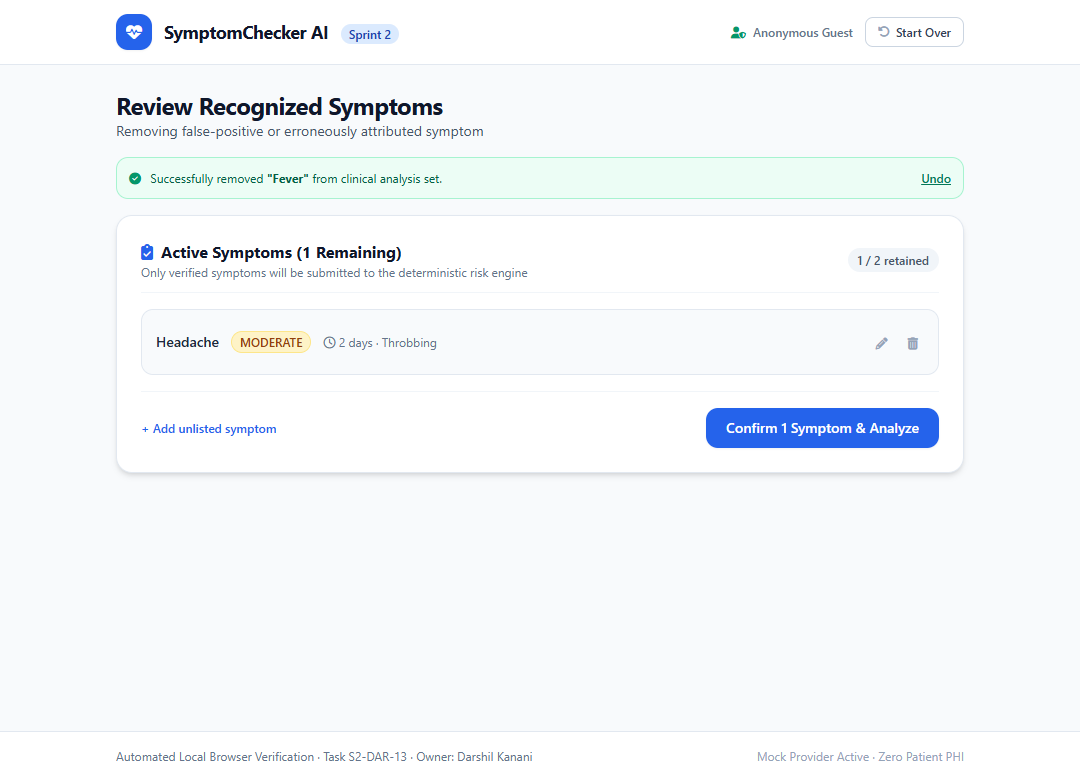 SymptomChecker AI Sprint 2 Anonymous Guest Start Over
Review Recognized Symptoms
Removing false-positive or erroneously attributed symptom
Successfully removed "Fever" from clinical analysis set. Undo
Active Symptoms (1 Remaining)
Only verified symptoms will be submitted to the deterministic risk engine
1 / 2 retained
Headache MODERATE 2 days · Throbbing
+ Add unlisted symptom Confirm 1 Symptom & Analyze
Automated Local Browser Verification · Task S2-DAR-13 · Owner: Darshil Kanani Mock Provider Active · Zero Patient PHI